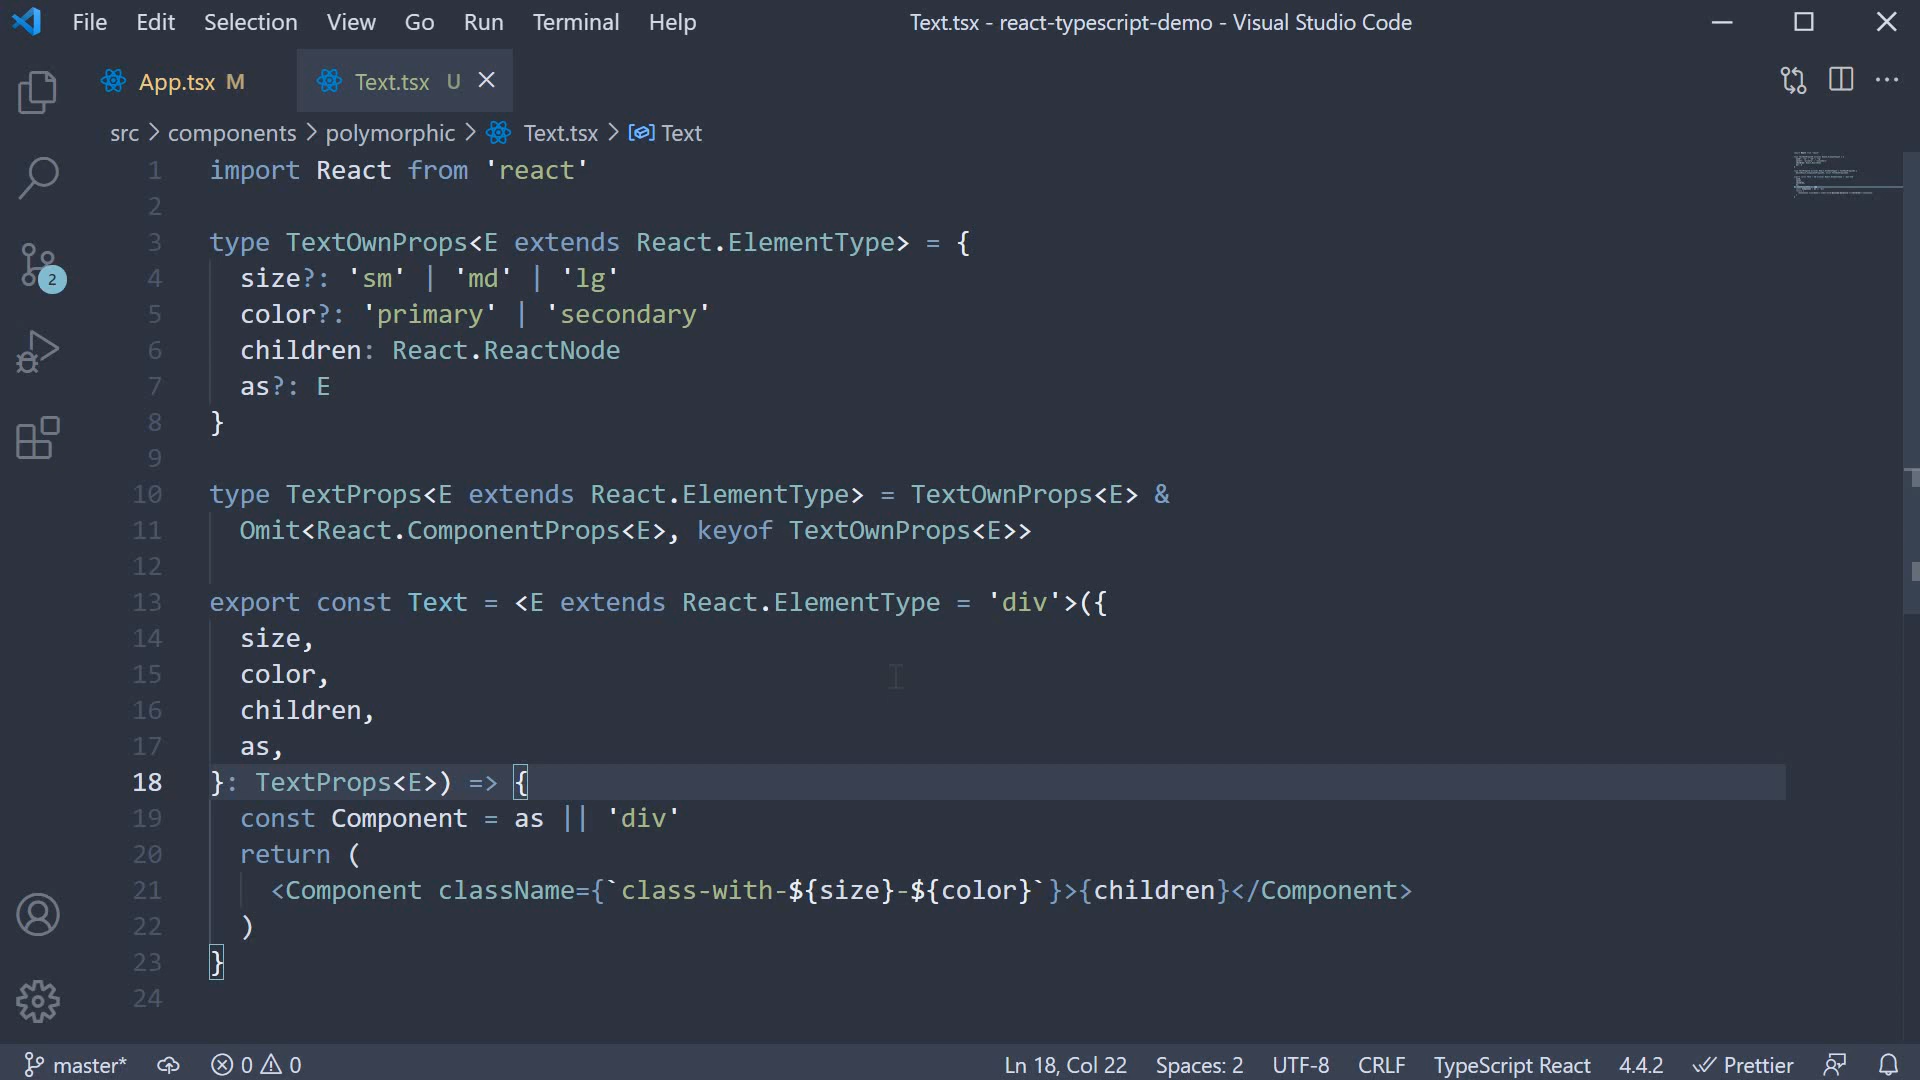 File Edit Selection View Go Run Terminal Help Text.tsx - react-typescript-demo - Visual Studio Code
App.tsx M Text.tsx U
src > components > polymorphic > Text.tsx > Text
1 import React from 'react'
2
3 type TextOwnProps<E extends React.ElementType> = {
4 size?: 'sm' | 'md' | 'lg'
5 color?: 'primary' | 'secondary'
6 children: React.ReactNode
7 as?: E
8 }
9
10 type TextProps<E extends React.ElementType> = TextOwnProps<E> &
11 Omit<React.ComponentProps<E>, keyof TextOwnProps<E>>
12
13 export const Text = <E extends React.ElementType = 'div'>({
14 size,
15 color,
16 children,
17 as,
18 }: TextProps<E>) => {
19 const Component = as || 'div'
20 return (
21 <Component className={`class-with-${size}-${color}`}>{children}</Component>
22 )
23 }
24
2
master* 0 0 Ln 18, Col 22 Spaces: 2 UTF-8 CRLF TypeScript React 4.4.2 Prettier